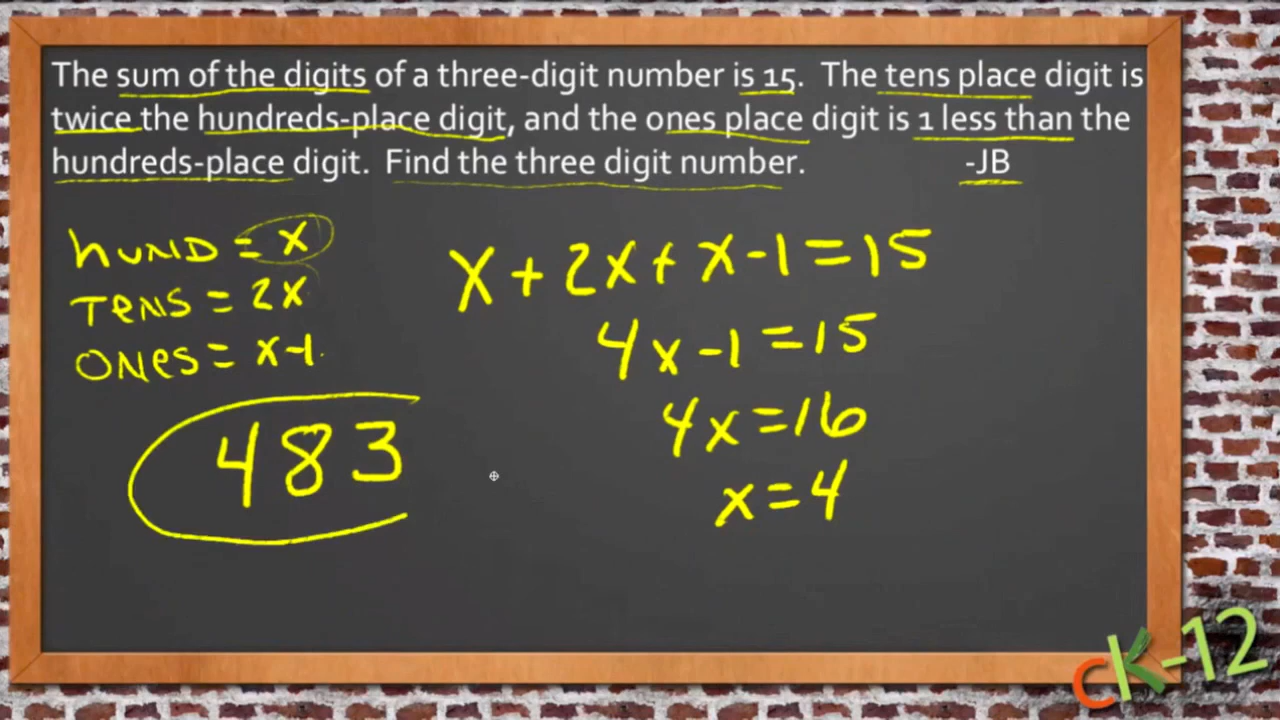 The sum of the digits of a three-digit number is 15. The tens place digit is
twice the hundreds-place digit, and the ones place digit is 1 less than the
hundreds-place digit. Find the three digit number. -JB
HUND = x
TENS = 2x
ONES = x-1.
x + 2x + x - 1 = 15
4x - 1 = 15
4x = 16
x = 4
483
CK-12